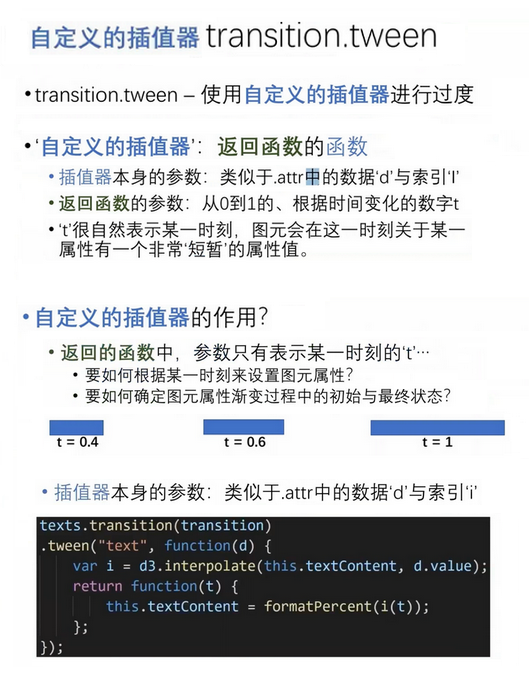 自定义的插值器 transition.tween
•transition.tween – 使用自定义的插值器进行过度
•‘自定义的插值器’：返回函数的函数
•插值器本身的参数：类似于.attr中的数据‘d’与索引‘I’
•返回函数的参数：从0到1的、根据时间变化的数字t
•‘t’很自然表示某一时刻，图元会在这一时刻关于某一
属性有一个非常‘短暂’的属性值。
•自定义的插值器的作用？
•返回的函数中，参数只有表示某一时刻的‘t’…
•要如何根据某一时刻来设置图元属性？
•要如何确定图元属性渐变过程中的初始与最终状态？
t = 0.4 t = 0.6 t = 1
•插值器本身的参数：类似于.attr中的数据‘d’与索引‘i’
texts.transition(transition)
.tween("text", function(d) {
    var i = d3.interpolate(this.textContent, d.value);
    return function(t) {
        this.textContent = formatPercent(i(t));
    };
});